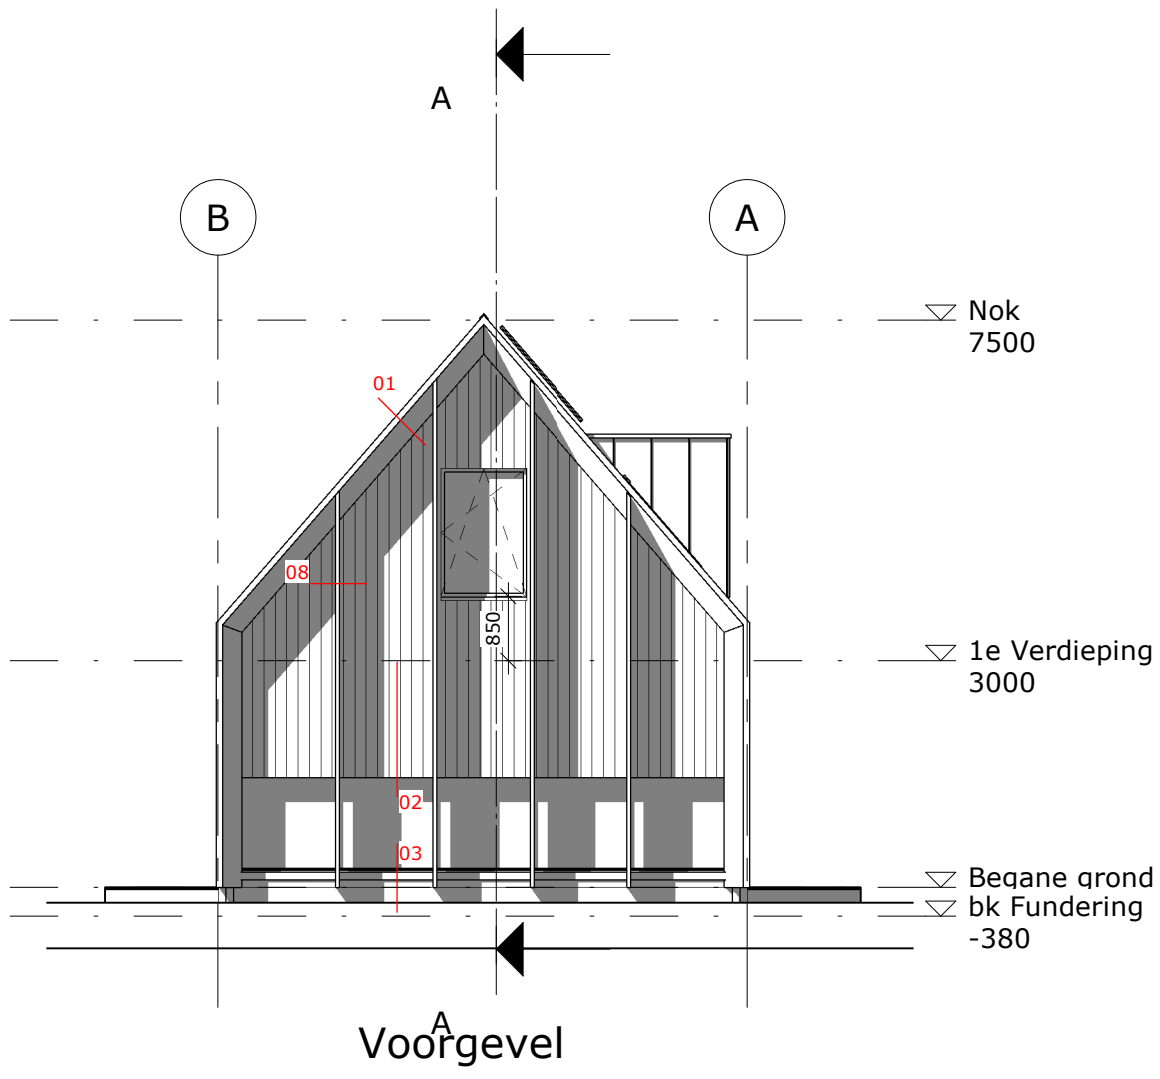 A
B
A
Nok
7500
01
08
850
1e Verdieping
3000
02
03
Begane grond
bk Fundering
-380
A
Voorgevel